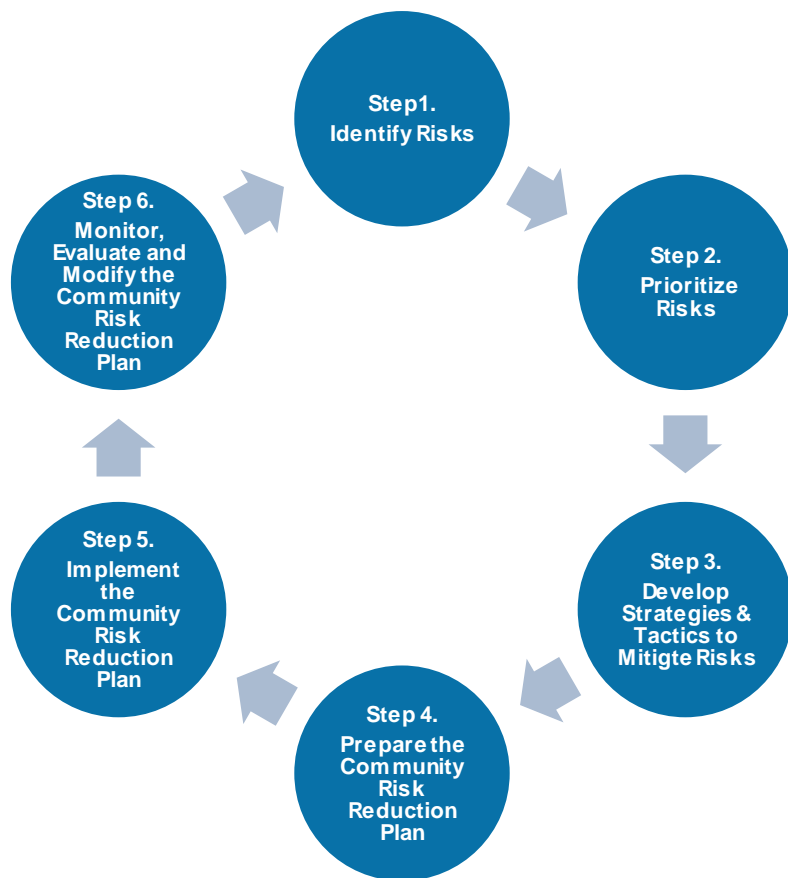 Step1.
Identify Risks
Step 2.
Prioritize
Risks
Step 3.
Develop
Strategies &
Tactics to
Mitigte Risks
Step 4.
Prepare the
Community
Risk
Reduction
Plan
Step 5.
Implement
the
Community
Risk
Reduction
Plan
Step 6.
Monitor,
Evaluate and
Modify the
Community
Risk
Reduction
Plan